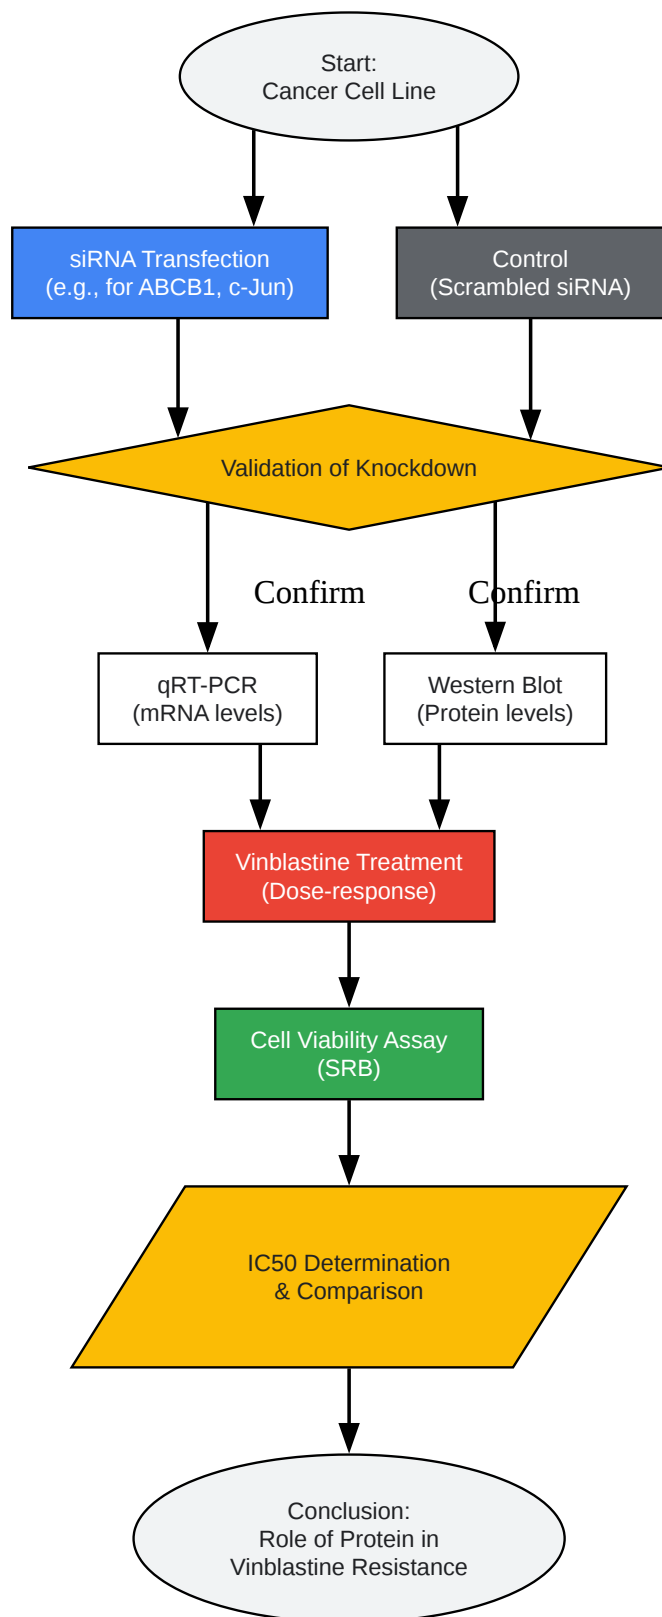 Start:
Cancer Cell Line
siRNA Transfection
(e.g., for ABCB1, c-Jun)
Control
(Scrambled siRNA)
Validation of Knockdown
Confirm
Confirm
qRT-PCR
(mRNA levels)
Western Blot
(Protein levels)
Vinblastine Treatment
(Dose-response)
Cell Viability Assay
(SRB)
IC50 Determination
& Comparison
Conclusion:
Role of Protein in
Vinblastine Resistance